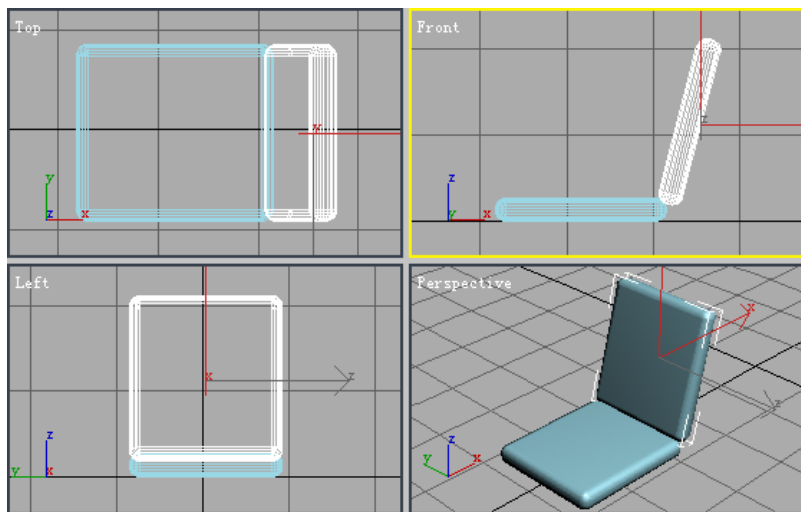 Top
Front
x
y
z x
z
z
y x
Left
Perspective
x
x z
z
z
y x
z
y x